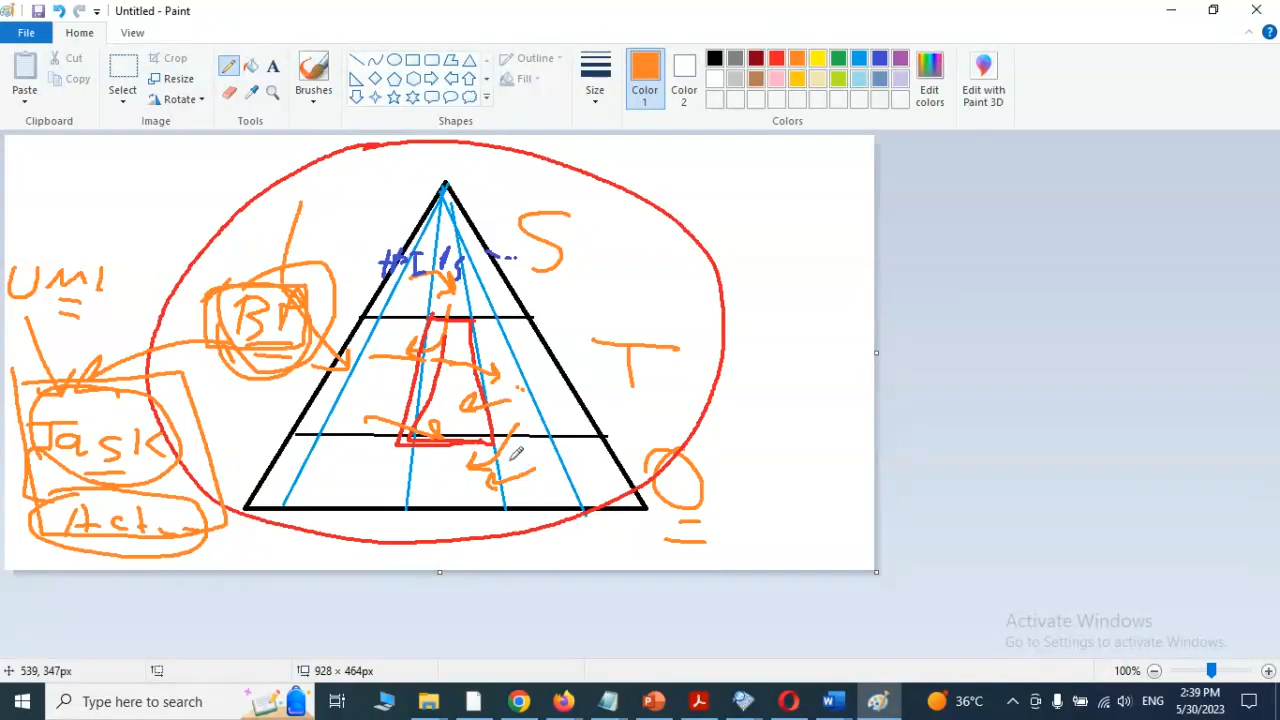 Untitled - Paint
File Home View
Paste
Cut
Copy
Clipboard
Select
Crop
Resize
Rotate
Image
A
Tools
Brushes
Outline
Fill
Shapes
Size
Color 1
Color 2
Edit colors
Colors
Edit with Paint 3D
S
UML
T
Task
Act
Activate Windows
Go to Settings to activate Windows.
539, 347px
928 × 464px
100%
Type here to search
36°C
ENG
2:39 PM
5/30/2023